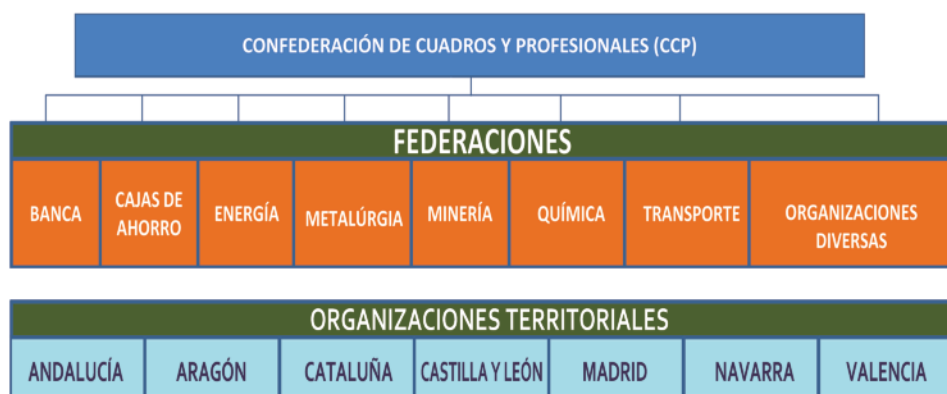 CONFEDERACIÓN DE CUADROS Y PROFESIONALES (CCP)
FEDERACIONES
BANCA
CAJAS DE
AHORRO
ENERGÍA
METALÚRGIA
MINERÍA
QUÍMICA
TRANSPORTE
ORGANIZACIONES
DIVERSAS
ORGANIZACIONES TERRITORIALES
ANDALUCÍA
ARAGÓN
CATALUÑA
CASTILLA Y LEÓN
MADRID
NAVARRA
VALENCIA